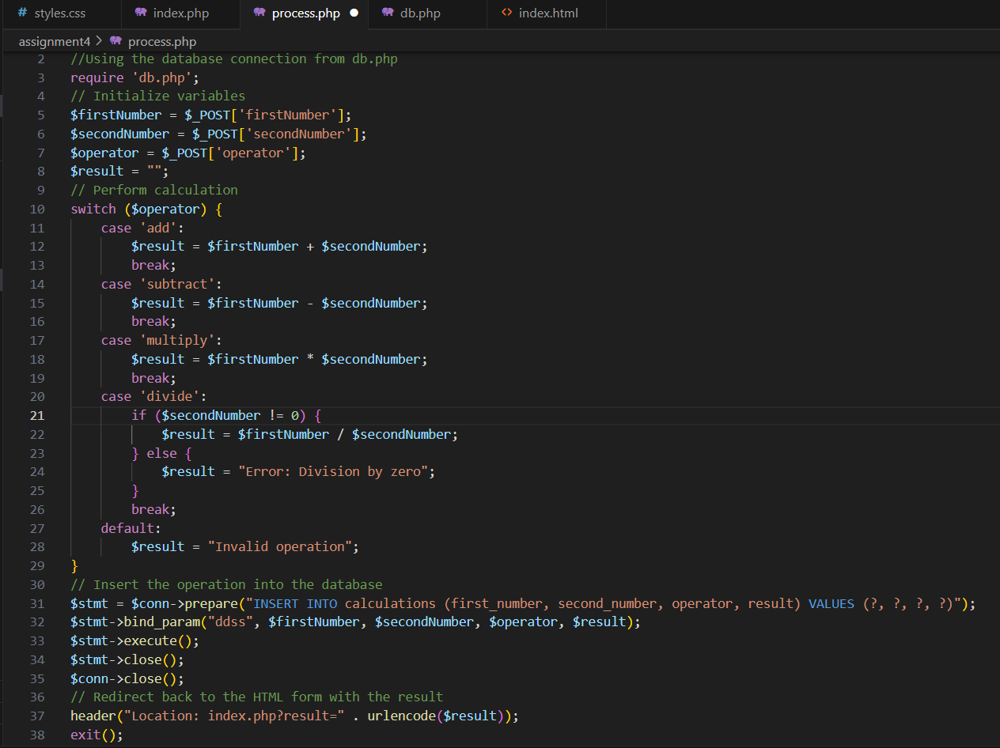 # styles.css index.php process.php db.php <> index.html
assignment4 > process.php
2 //Using the database connection from db.php
3 require 'db.php';
4 // Initialize variables
5 $firstNumber = $_POST['firstNumber'];
6 $secondNumber = $_POST['secondNumber'];
7 $operator = $_POST['operator'];
8 $result = "";
9 // Perform calculation
10 switch ($operator) {
11     case 'add':
12         $result = $firstNumber + $secondNumber;
13         break;
14     case 'subtract':
15         $result = $firstNumber - $secondNumber;
16         break;
17     case 'multiply':
18         $result = $firstNumber * $secondNumber;
19         break;
20     case 'divide':
21         if ($secondNumber != 0) {
22             $result = $firstNumber / $secondNumber;
23         } else {
24             $result = "Error: Division by zero";
25         }
26         break;
27     default:
28         $result = "Invalid operation";
29 }
30 // Insert the operation into the database
31 $stmt = $conn->prepare("INSERT INTO calculations (first_number, second_number, operator, result) VALUES (?, ?, ?, ?)");
32 $stmt->bind_param("ddss", $firstNumber, $secondNumber, $operator, $result);
33 $stmt->execute();
34 $stmt->close();
35 $conn->close();
36 // Redirect back to the HTML form with the result
37 header("Location: index.php?result=" . urlencode($result));
38 exit();